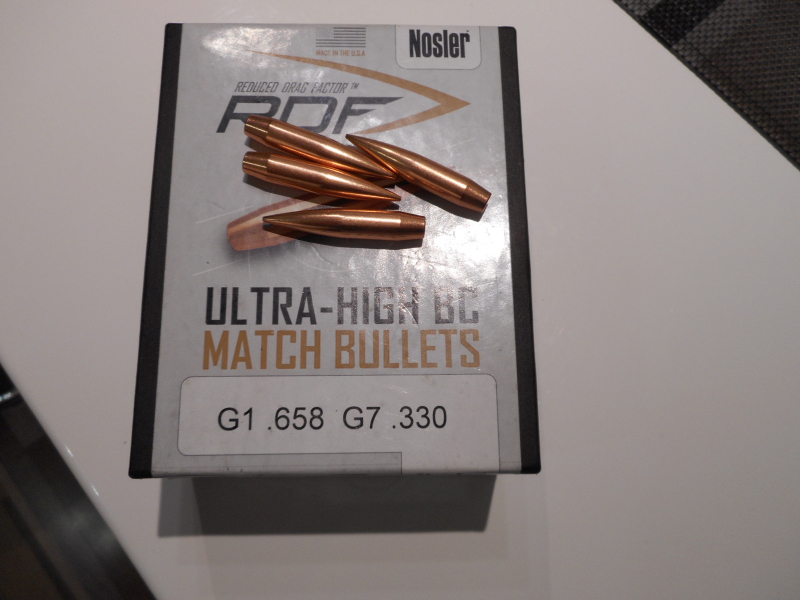 MADE IN THE U.S.A.
Nosler
REDUCED DRAG FACTOR™
RDF
ULTRA-HIGH BC
MATCH BULLETS
G1 .658 G7 .330